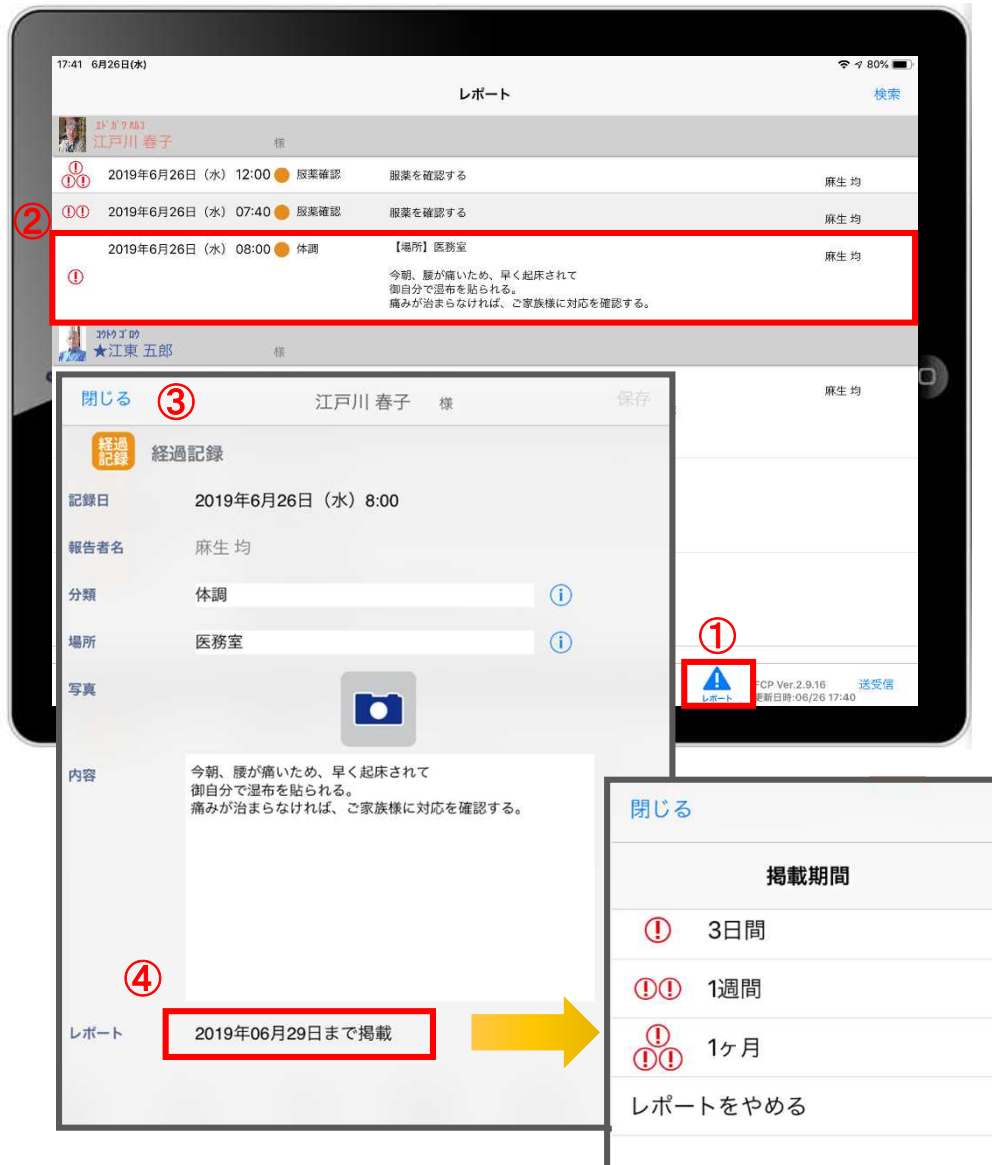 17:41 6月26日(水)
80%
レポート
検索
ｴﾄﾞｶﾞﾜ ﾊﾙｺ
江戸川 春子 様
2019年6月26日（水） 12:00 服薬確認 服薬を確認する 麻生 均
②
2019年6月26日（水） 07:40 服薬確認 服薬を確認する 麻生 均
2019年6月26日（水） 08:00 体調 【場所】医務室 麻生 均
今朝、腰が痛いため、早く起床されて
御自分で湿布を貼られる。
痛みが治まらなければ、ご家族様に対応を確認する。
ｺｳﾄｳ ｺﾞﾛｳ
★江東 五郎 様
麻生 均
閉じる
③
江戸川 春子 様
保存
経過
記録
経過記録
記録日 2019年6月26日（水）8:00
報告者名 麻生 均
分類 体調
場所 医務室
写真
内容
今朝、腰が痛いため、早く起床されて
御自分で湿布を貼られる。
痛みが治まらなければ、ご家族様に対応を確認する。
④
レポート 2019年06月29日まで掲載
①
レポート
FCP Ver.2.9.16
更新日時:06/26 17:40
送受信
閉じる
掲載期間
3日間
1週間
1ヶ月
レポートをやめる